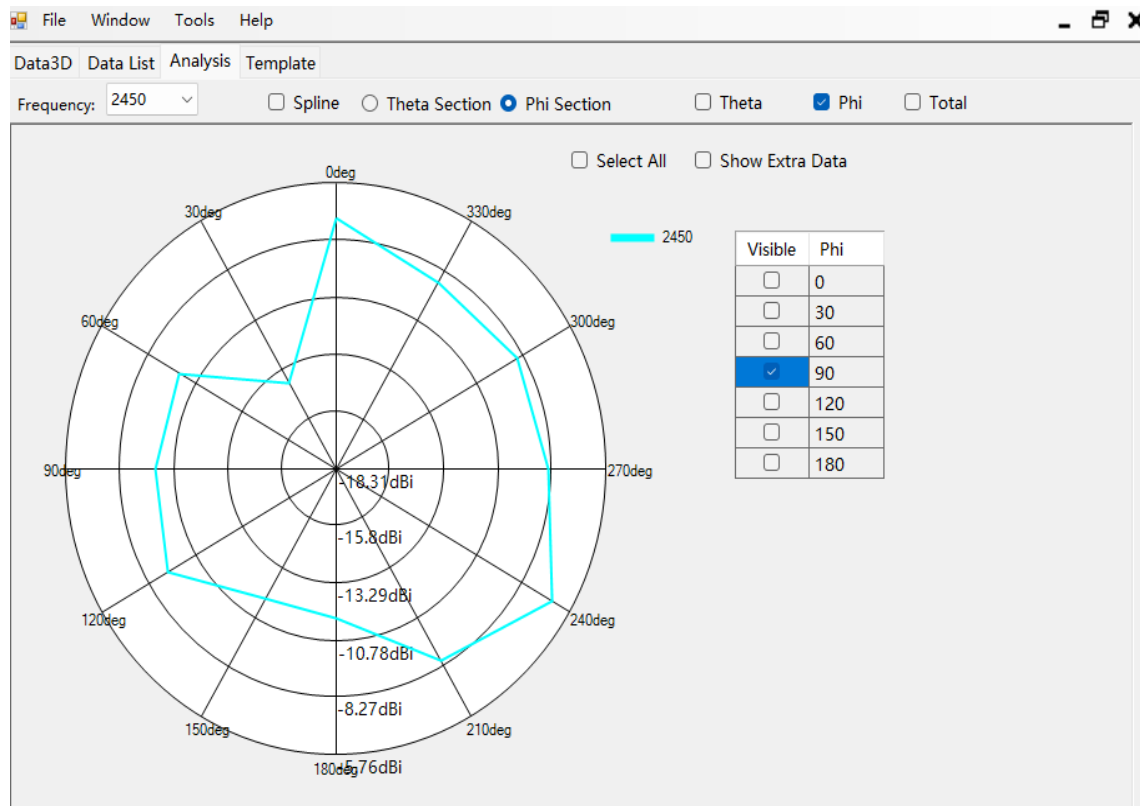 File Window Tools Help
Data3D Data List Analysis Template
Frequency: 2450 Spline Theta Section Phi Section Theta Phi Total
Select All Show Extra Data
0deg
30deg 330deg
2450
Visible Phi
0
30
60deg 300deg
60
90
120
150
180
90deg 270deg
-18.31dBi
-15.8dBi
-13.29dBi
120deg 240deg
-10.78dBi
-8.27dBi
150deg 210deg
180deg -5.76dBi